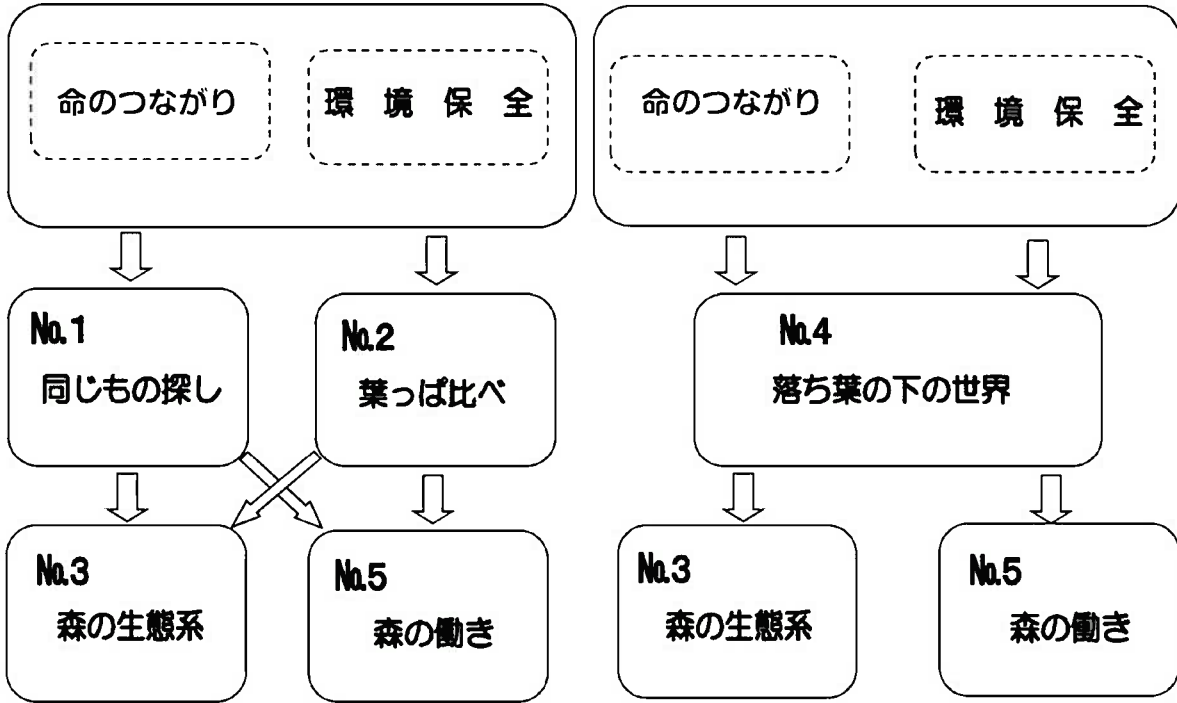 命のつながり
環境保全
命のつながり
環境保全
No.1
同じもの探し
No.2
葉っぱ比べ
No.4
落ち葉の下の世界
No.3
森の生態系
No.5
森の働き
No.3
森の生態系
No.5
森の働き